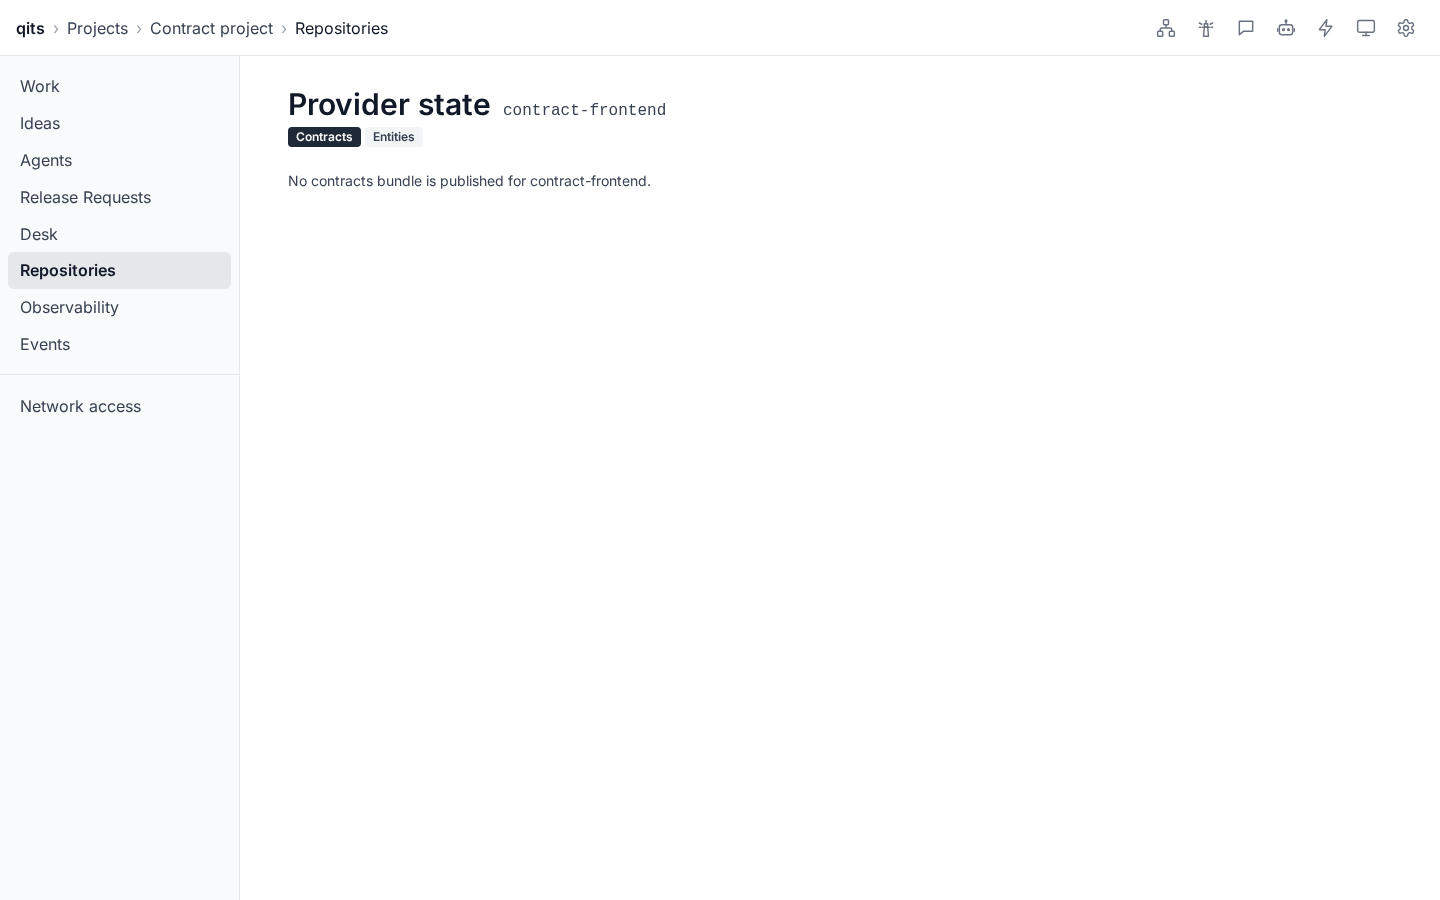 qits › Projects › Contract project › Repositories
Work
Ideas
Agents
Release Requests
Desk
Repositories
Observability
Events
Network access
Provider state contract-frontend
Contracts Entities
No contracts bundle is published for contract-frontend.